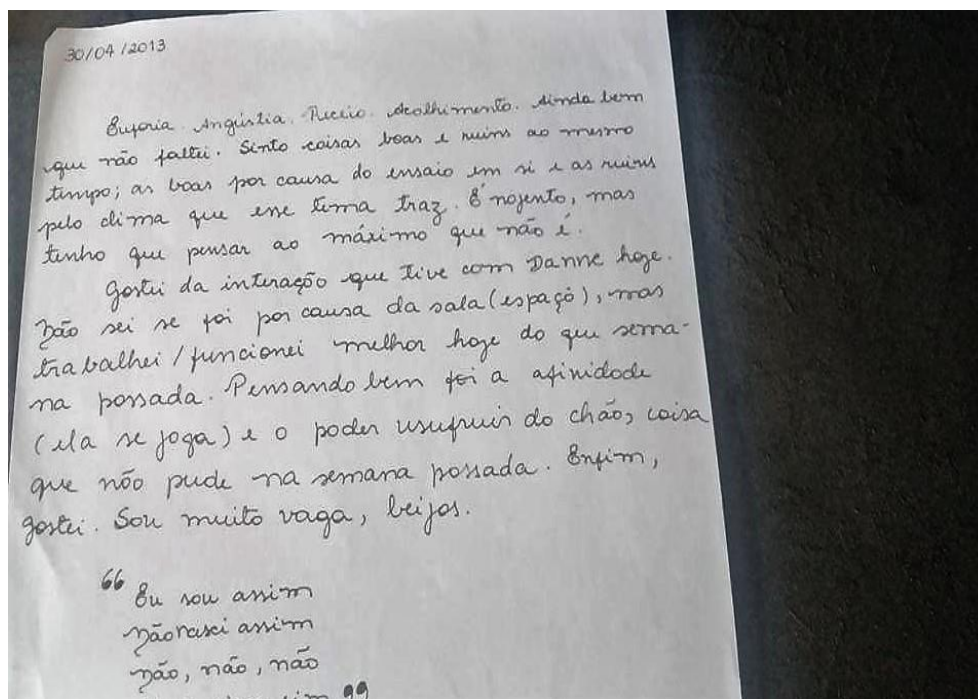 30/04/2013
Euforia. Angústia. Receio. Acolhimento. Ainda bem
que não faltei. Sinto coisas boas e ruins ao mesmo
tempo; as boas por causa do ensaio em si e as ruins
pelo clima que esse tema traz. É nojento, mas
tenho que pensar ao máximo que não é.
Gostei da interação que tive com Danne hoje.
Não sei se foi por causa da sala (espaço), mas
trabalhei/funcionei melhor hoje do que sema-
na passada. Pensando bem foi a afinidade
(ela se joga) e o poder usufruir do chão, coisa
que não pude na semana passada. Enfim,
gostei. Sou muito vaga, beijos.
“Eu sou assim
Não nasci assim
Não, não, não